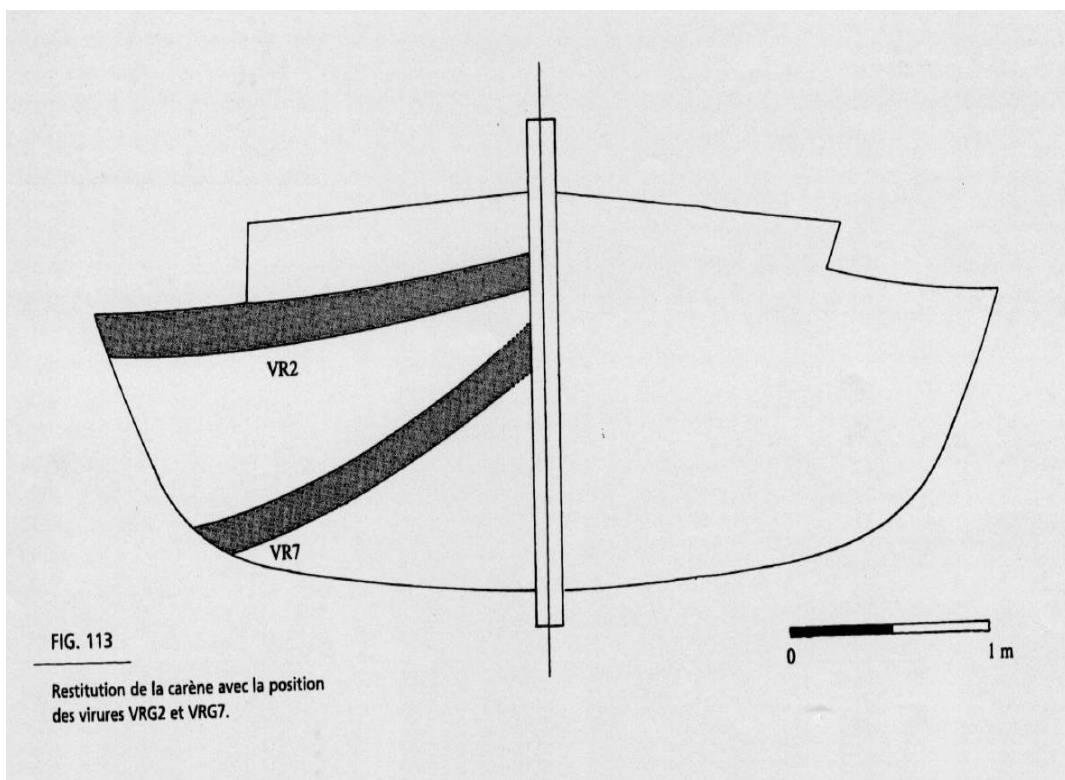 VR2
VR7
FIG. 113
0 1 m
Restitution de la carène avec la position
des virures VRG2 et VRG7.